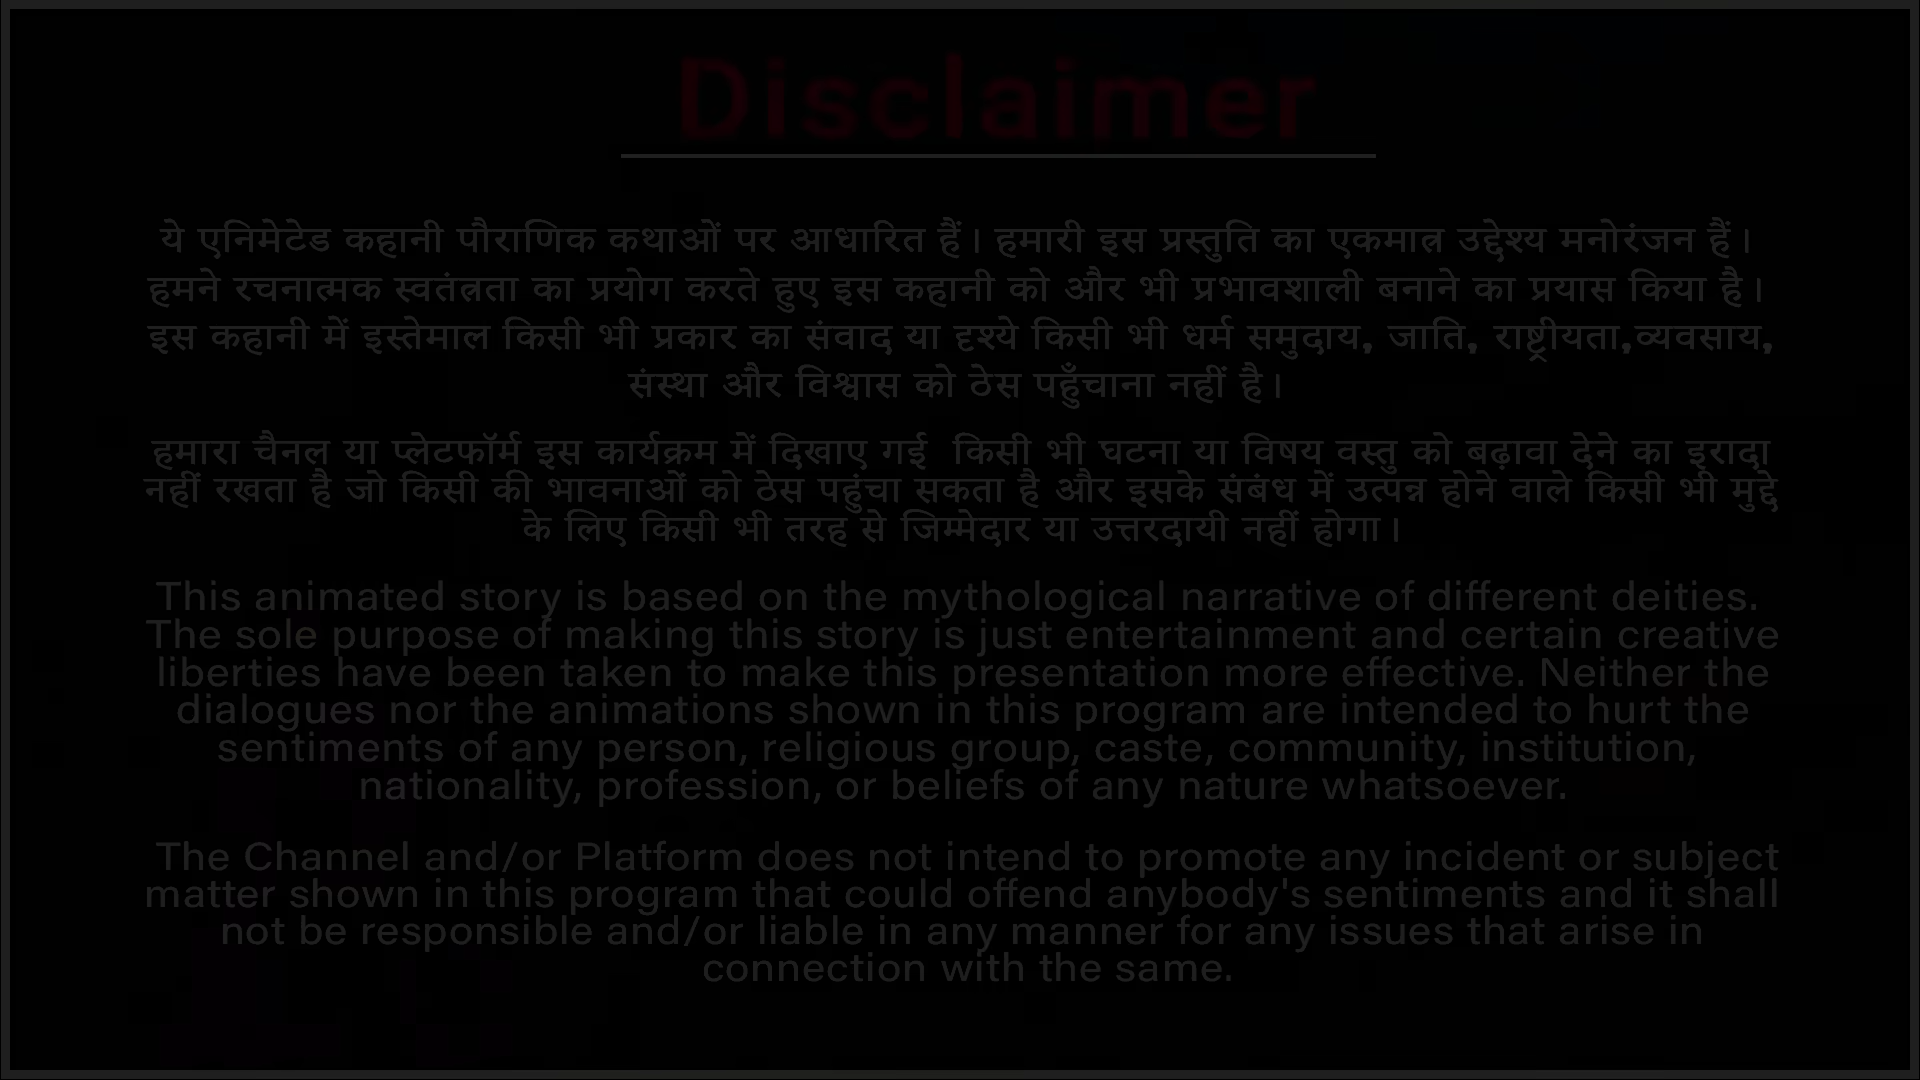 Disclaimer
ये एनिमेटेड कहानी पौराणिक कथाओं पर आधारित हैं। हमारी इस प्रस्तुति का एकमात्र उद्देश्य मनोरंजन हैं।
हमने रचनात्मक स्वतंत्रता का प्रयोग करते हुए इस कहानी को और भी प्रभावशाली बनाने का प्रयास किया है।
इस कहानी में इस्तेमाल किसी भी प्रकार का संवाद या दृश्ये किसी भी धर्म समुदाय, जाति, राष्ट्रीयता,व्यवसाय,
संस्था और विश्वास को ठेस पहुँचाना नहीं है।
हमारा चैनल या प्लेटफॉर्म इस कार्यक्रम में दिखाए गई किसी भी घटना या विषय वस्तु को बढ़ावा देने का इरादा
नहीं रखता है जो किसी की भावनाओं को ठेस पहुंचा सकता है और इसके संबंध में उत्पन्न होने वाले किसी भी मुद्दे
के लिए किसी भी तरह से जिम्मेदार या उत्तरदायी नहीं होगा।
This animated story is based on the mythological narrative of different deities.
The sole purpose of making this story is just entertainment and certain creative
liberties have been taken to make this presentation more effective. Neither the
dialogues nor the animations shown in this program are intended to hurt the
sentiments of any person, religious group, caste, community, institution,
nationality, profession, or beliefs of any nature whatsoever.
The Channel and/or Platform does not intend to promote any incident or subject
matter shown in this program that could offend anybody's sentiments and it shall
not be responsible and/or liable in any manner for any issues that arise in
connection with the same.